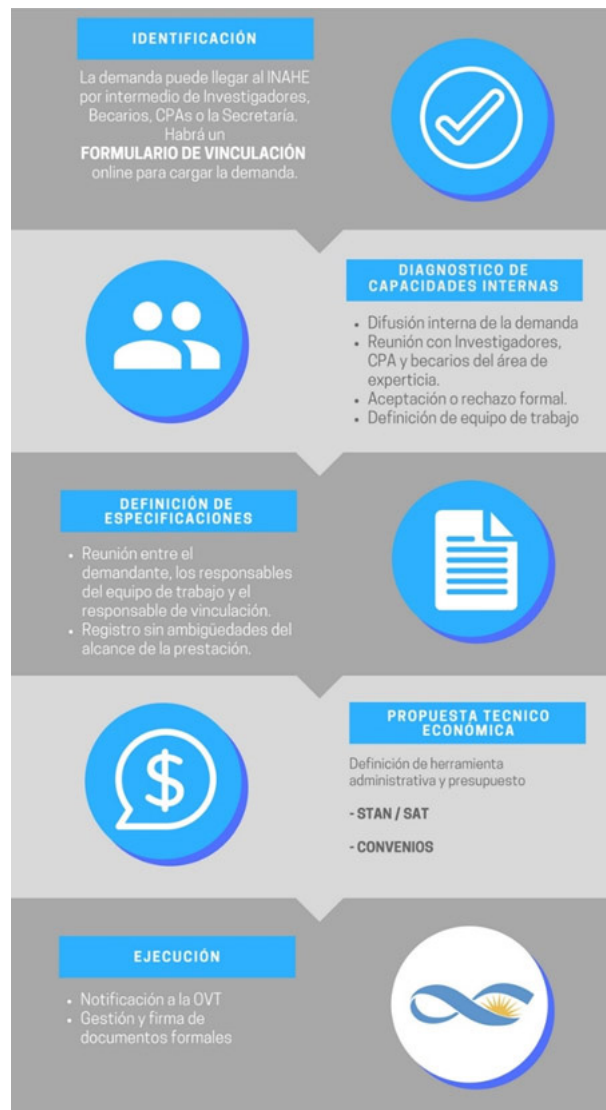 IDENTIFICACIÓN
La demanda puede llegar al INAHE
por intermedio de Investigadores,
Becarios, CPAs o la Secretaría.
Habrá un
FORMULARIO DE VINCULACIÓN
online para cargar la demanda.
DIAGNOSTICO DE
CAPACIDADES INTERNAS
• Difusión interna de la demanda
• Reunión con Investigadores,
CPA y becarios del área de
experticia.
• Aceptación o rechazo formal.
• Definición de equipo de trabajo
DEFINICIÓN DE
ESPECIFICACIONES
• Reunión entre el
demandante, los responsables
del equipo de trabajo y el
responsable de vinculación.
• Registro sin ambigüedades del
alcance de la prestación.
$
PROPUESTA TECNICO
ECONÓMICA
Definición de herramienta
administrativa y presupuesto
- STAN / SAT
- CONVENIOS
EJECUCIÓN
• Notificación a la OVT
• Gestión y firma de
documentos formales